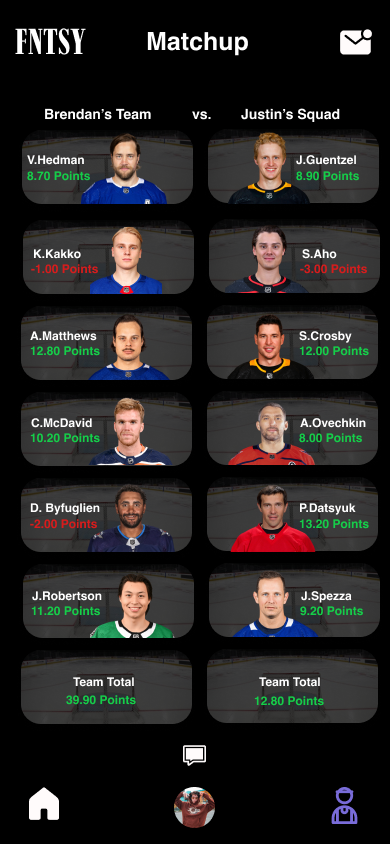 FNTSY
Matchup
Brendan's Team vs. Justin's Squad
V.Hedman
8.70 Points
J.Guentzel
8.90 Points
K.Kakko
-1.00 Points
S.Aho
-3.00 Points
A.Matthews
12.80 Points
S.Crosby
12.00 Points
C.McDavid
10.20 Points
A.Ovechkin
8.00 Points
D. Byfuglien
-2.00 Points
P.Datsyuk
13.20 Points
J.Robertson
11.20 Points
J.Spezza
9.20 Points
Team Total
39.90 Points
Team Total
12.80 Points